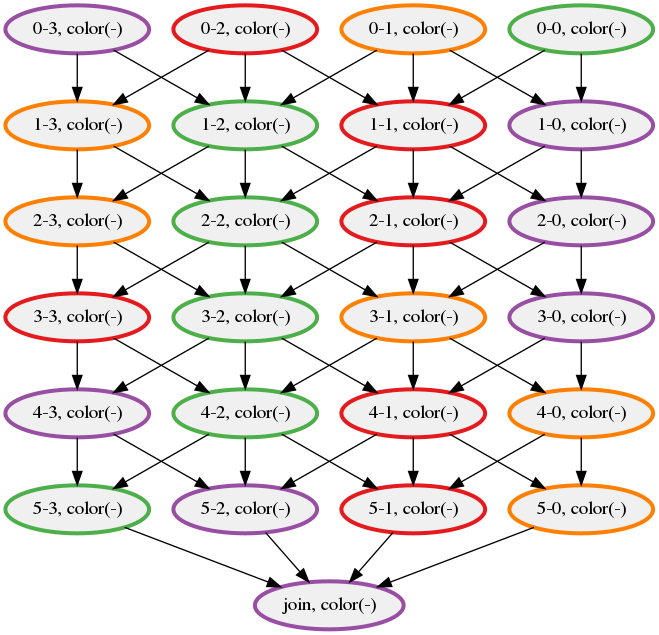 0-3, color(-) 0-2, color(-) 0-1, color(-) 0-0, color(-)
1-3, color(-) 1-2, color(-) 1-1, color(-) 1-0, color(-)
2-3, color(-) 2-2, color(-) 2-1, color(-) 2-0, color(-)
3-3, color(-) 3-2, color(-) 3-1, color(-) 3-0, color(-)
4-3, color(-) 4-2, color(-) 4-1, color(-) 4-0, color(-)
5-3, color(-) 5-2, color(-) 5-1, color(-) 5-0, color(-)
join, color(-)